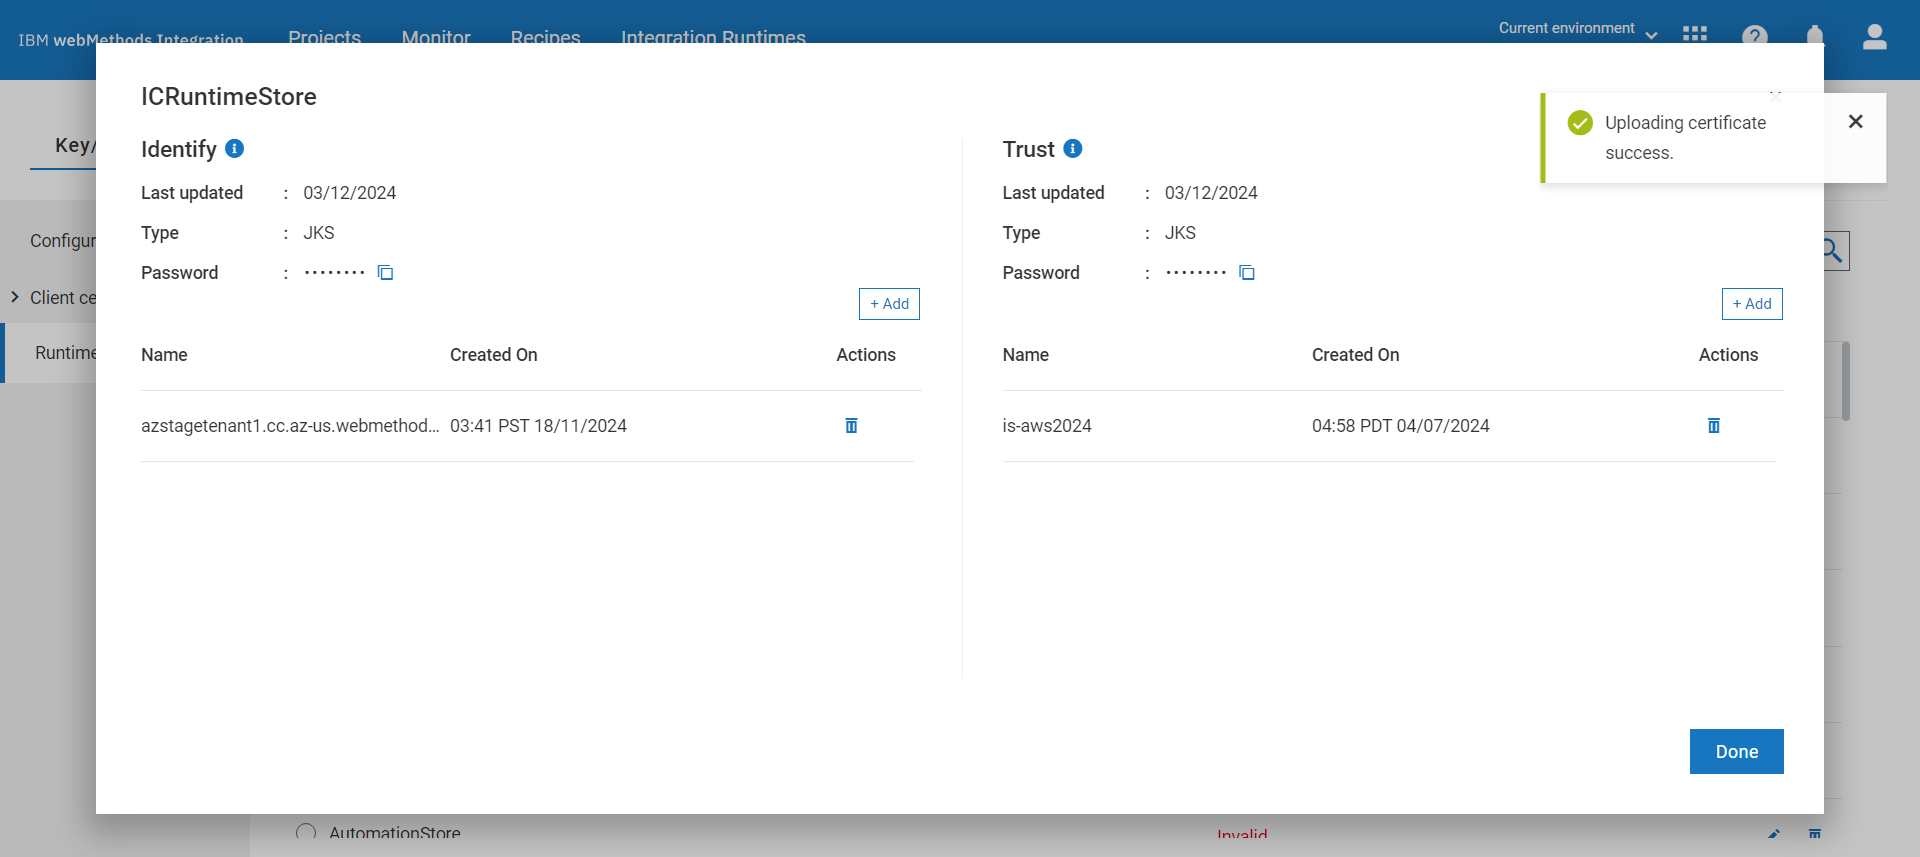 IBM webMethods Integration
Projects
Monitor
Recipes
Integration Runtimes
Current environment
ICRuntimeStore
Uploading certificate
success.
Key/
Configur
Client ce
Runtime
Identify
Last updated : 03/12/2024
Type : JKS
Password : ••••••••
+ Add
Name Created On Actions
azstagetenant1.cc.az-us.webmethod... 03:41 PST 18/11/2024
Trust
Last updated : 03/12/2024
Type : JKS
Password : ••••••••
+ Add
Name Created On Actions
is-aws2024 04:58 PDT 04/07/2024
Done
AutomationStore
Invalid